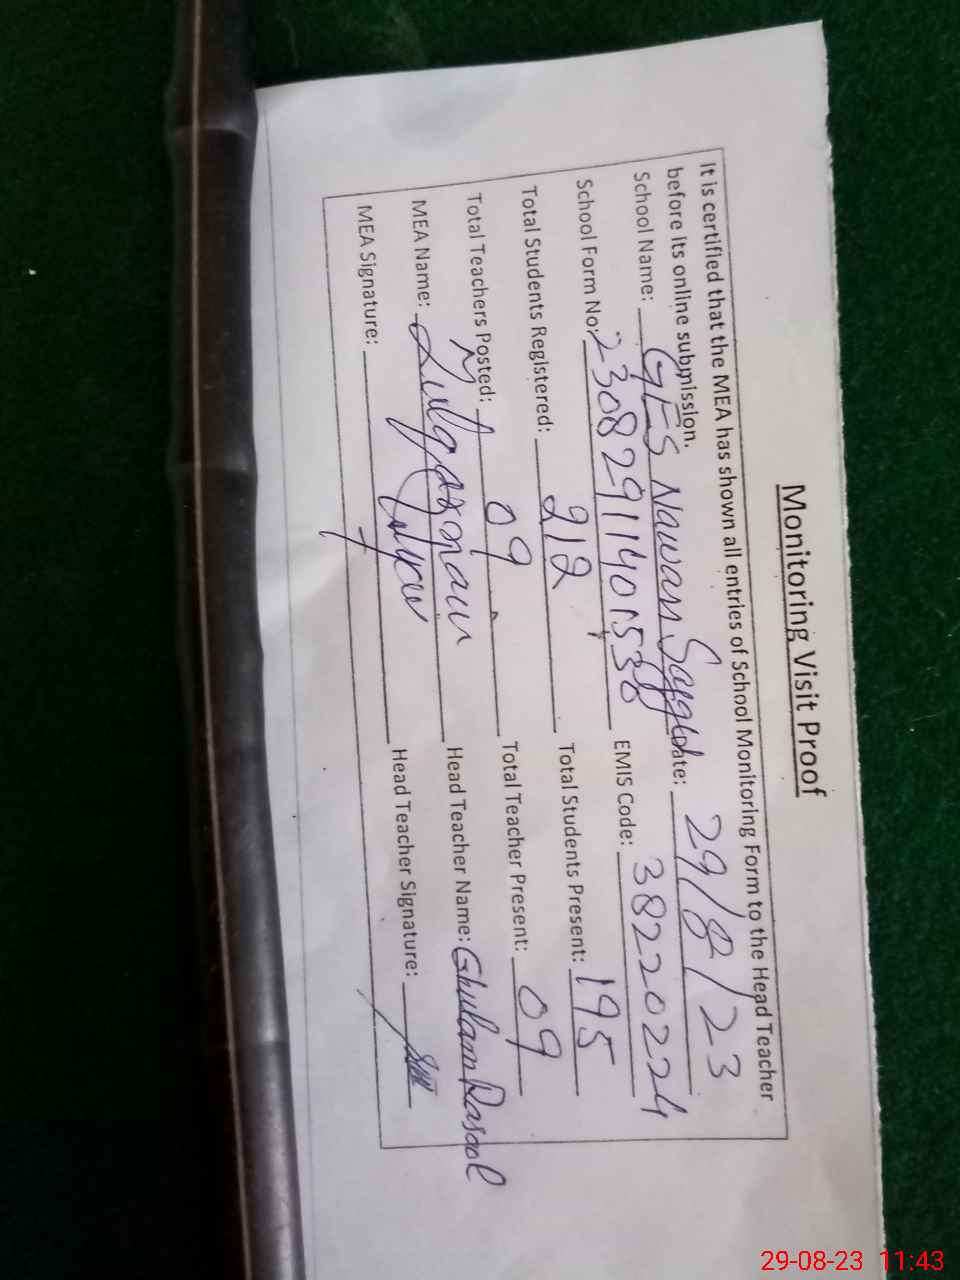 Monitoring Visit Proof
It is certified that the MEA has shown all entries of School Monitoring Form to the Head Teacher
before its online submission.
School Name: GES Nawan Sayyal Date: 29/8/23
School Form No: 2308291140 538 EMIS Code: 38220224
Total Students Registered: 212 Total Students Present: 195
Total Teachers Posted: 09 Total Teacher Present: 09
MEA Name: M Zulqarnain Head Teacher Name: Ghulam Rasool
MEA Signature: Head Teacher Signature:
29-08-23 11:43